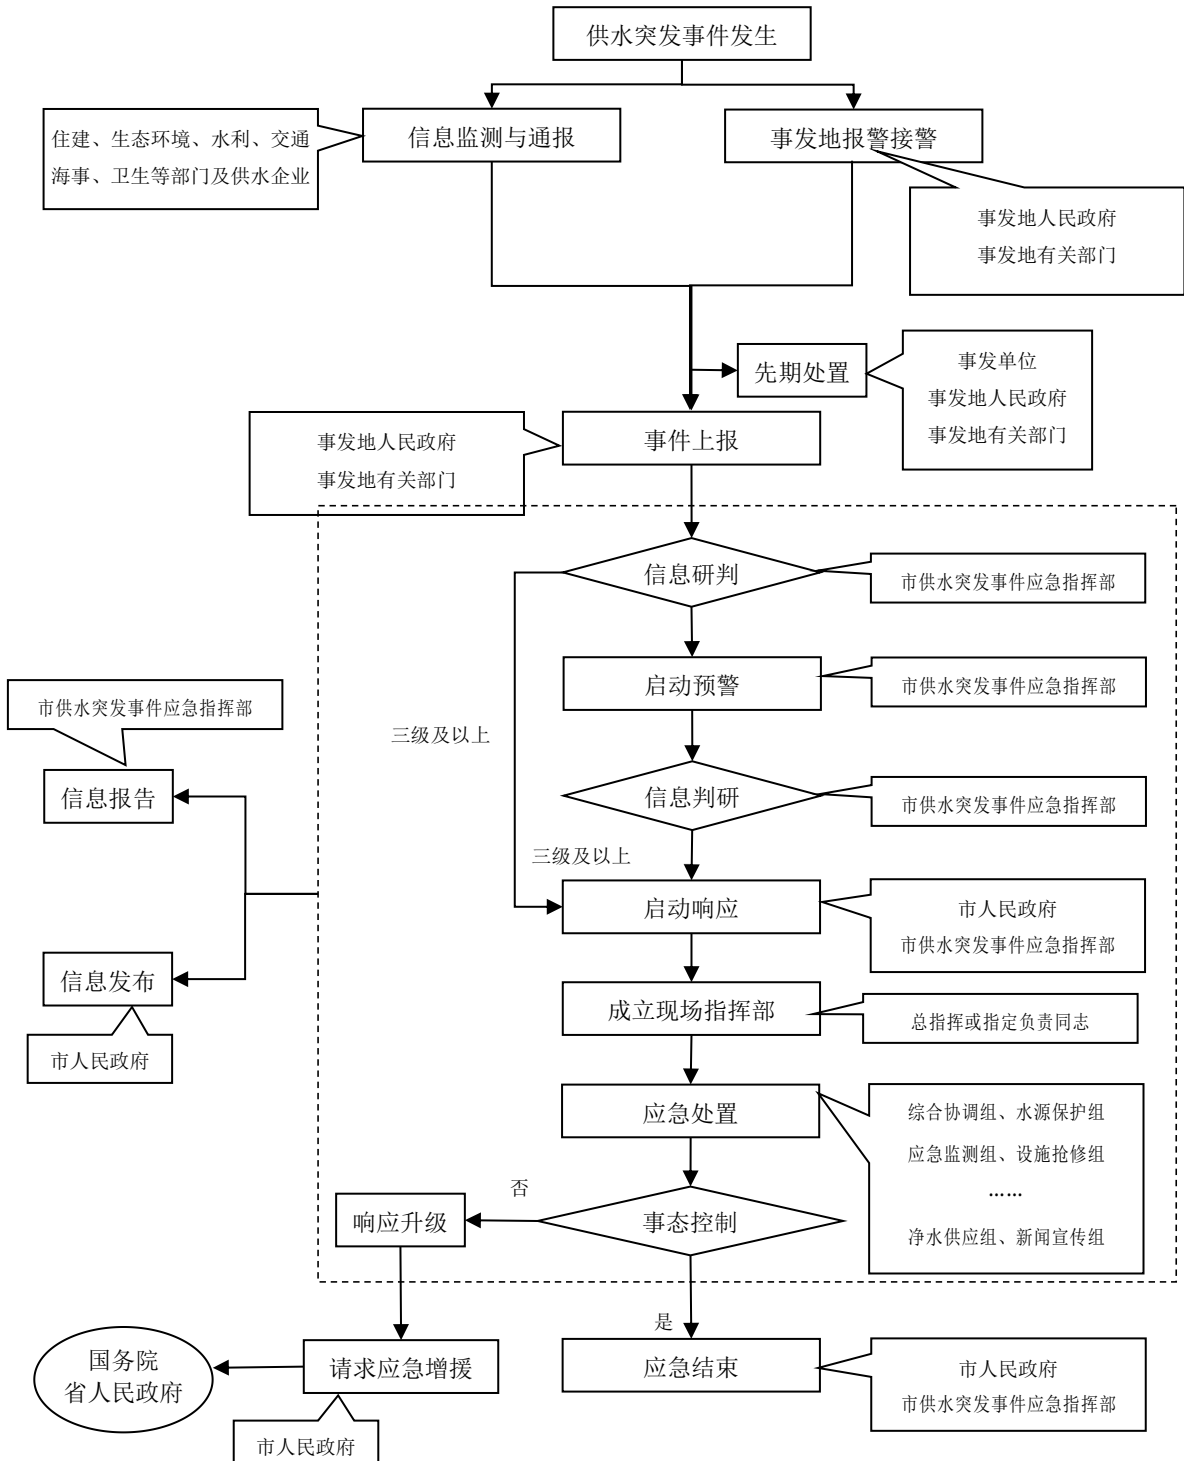 供水突发事件发生
住建、生态环境、水利、交通
海事、卫生等部门及供水企业
信息监测与通报
事发地报警接警
事发地人民政府
事发地有关部门
先期处置
事发单位
事发地人民政府
事发地有关部门
事发地人民政府
事发地有关部门
事件上报
信息研判
市供水突发事件应急指挥部
启动预警
市供水突发事件应急指挥部
三级及以上
信息判研
市供水突发事件应急指挥部
三级及以上
启动响应
市人民政府
市供水突发事件应急指挥部
市供水突发事件应急指挥部
信息报告
信息发布
市人民政府
成立现场指挥部
总指挥或指定负责同志
应急处置
综合协调组、水源保护组
应急监测组、设施抢修组
……
净水供应组、新闻宣传组
否
响应升级
事态控制
是
国务院
省人民政府
请求应急增援
市人民政府
应急结束
市人民政府
市供水突发事件应急指挥部